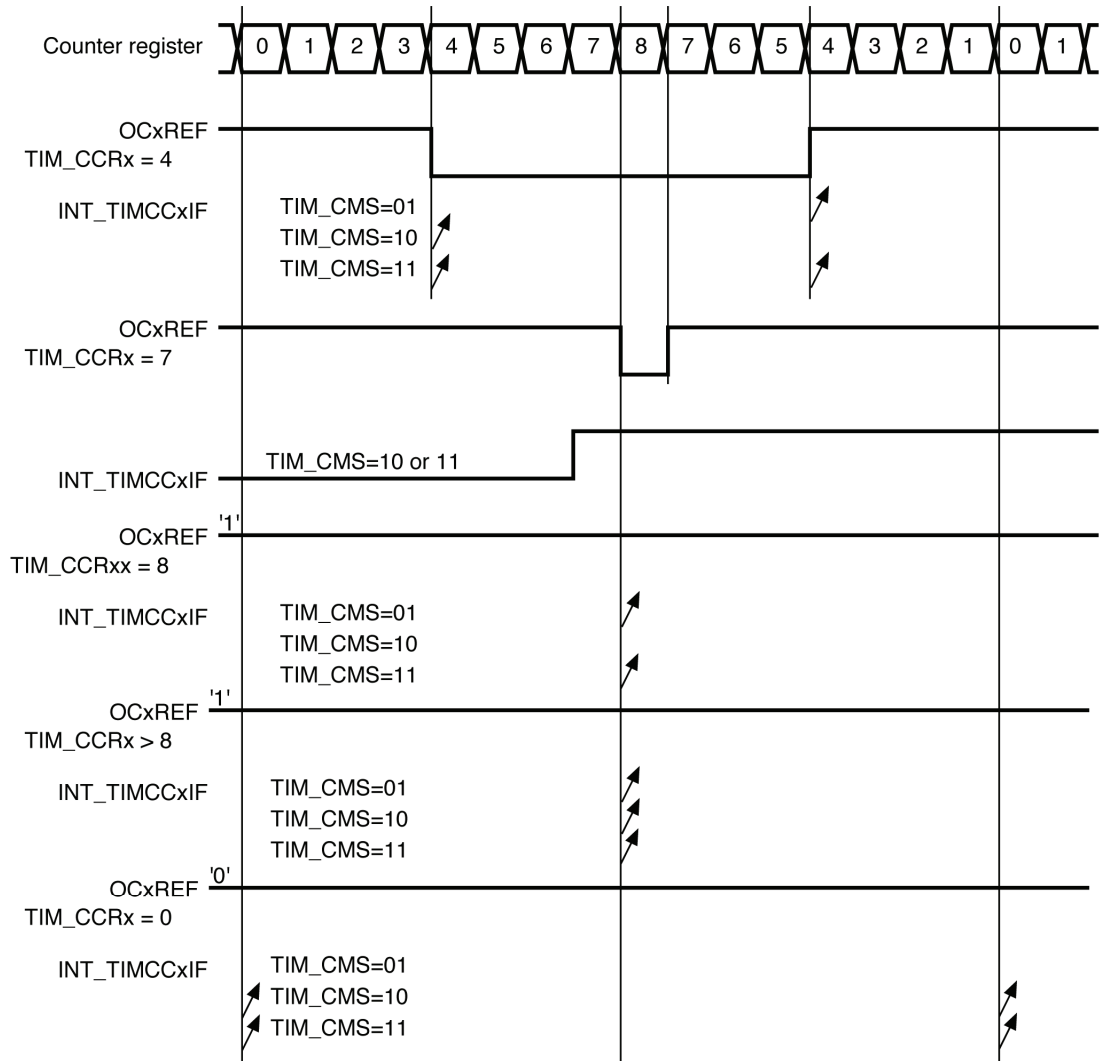 Counter register 0 1 2 3 4 5 6 7 8 7 6 5 4 3 2 1 0 1
OCxREF
TIM_CCRx = 4
INT_TIMCCxIF
TIM_CMS=01
TIM_CMS=10
TIM_CMS=11
OCxREF
TIM_CCRx = 7
TIM_CMS=10 or 11
INT_TIMCCxIF
'1'
OCxREF
TIM_CCRxx = 8
INT_TIMCCxIF
TIM_CMS=01
TIM_CMS=10
TIM_CMS=11
'1'
OCxREF
TIM_CCRx > 8
INT_TIMCCxIF
TIM_CMS=01
TIM_CMS=10
TIM_CMS=11
'0'
OCxREF
TIM_CCRx = 0
INT_TIMCCxIF
TIM_CMS=01
TIM_CMS=10
TIM_CMS=11